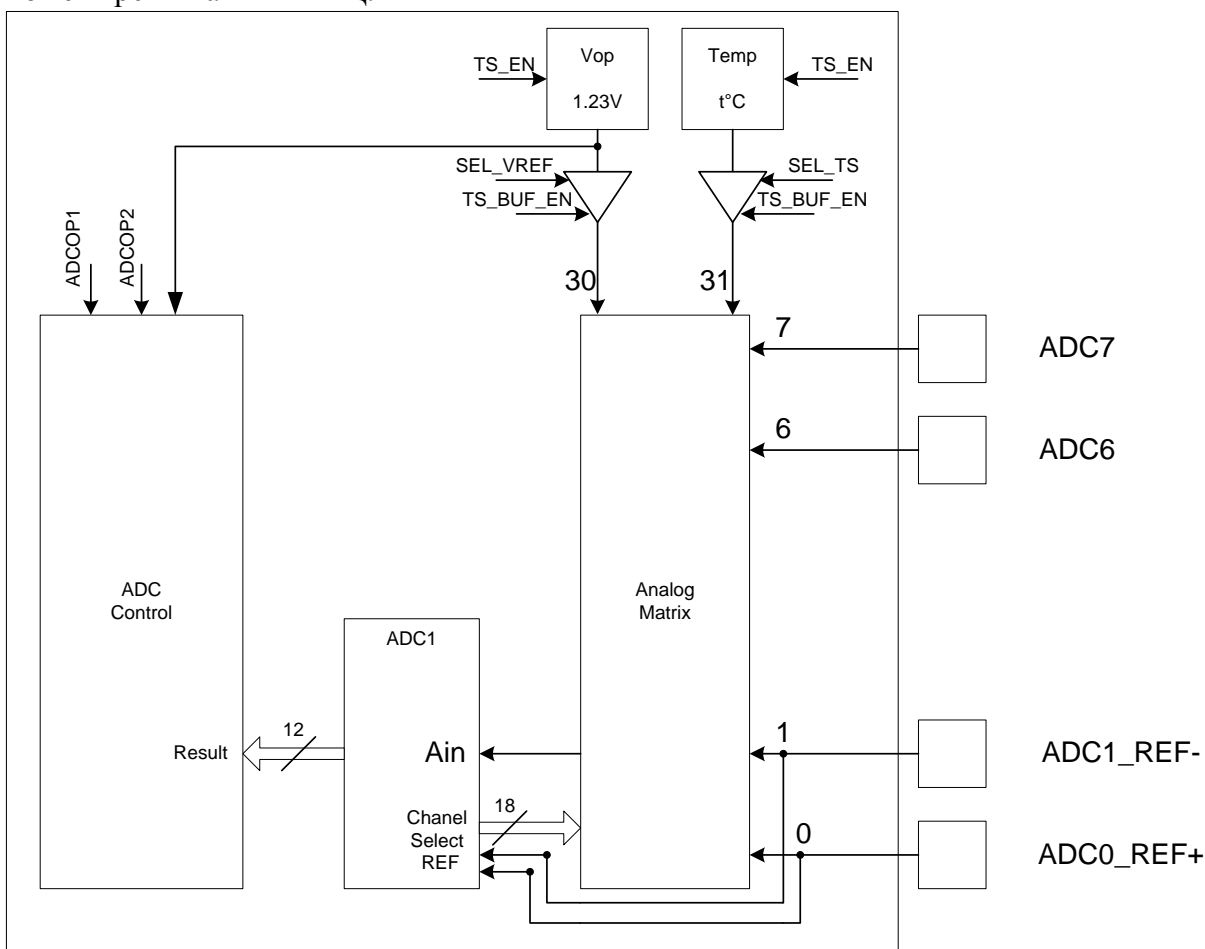 Vop
1.23V
Temp
t°C
TS_EN
TS_EN
SEL_VREF
TS_BUF_EN
SEL_TS
TS_BUF_EN
ADCOP1
ADCOP2
30
31
7
ADC7
6
ADC6
ADC
Control
Analog
Matrix
ADC1
12
Result
Ain
1
ADC1_REF-
Chanel
Select
REF
18
0
ADC0_REF+